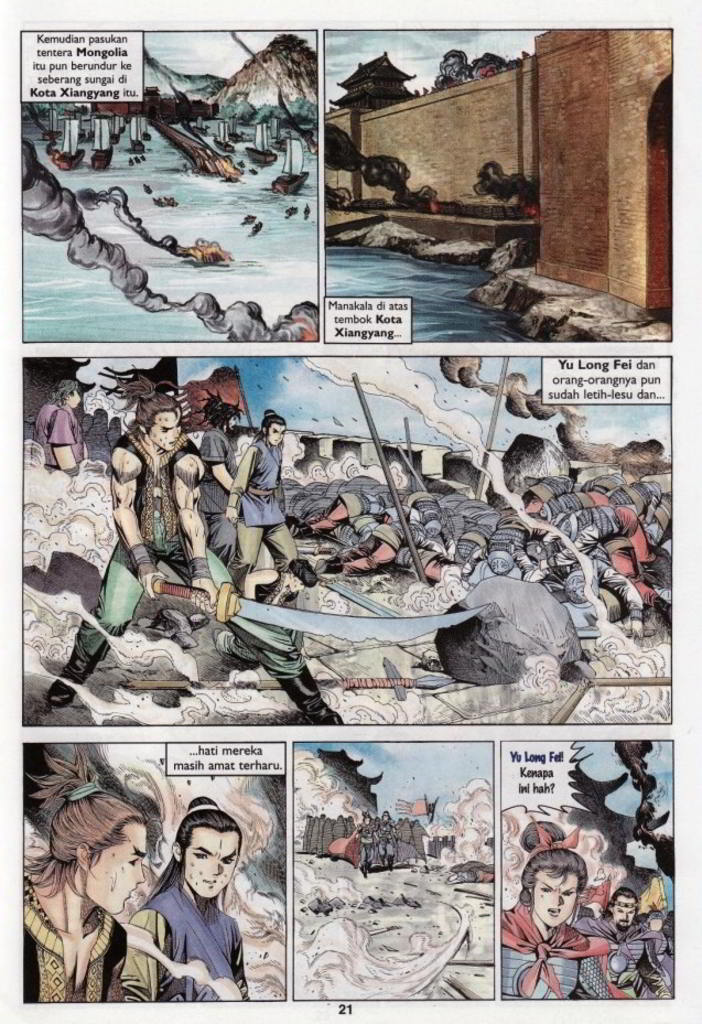 Kemudian pasukan
tentera Mongolia
itu pun berundur ke
seberang sungai di
Kota Xiangyang itu.
Manakala di atas
tembok Kota
Xiangyang...
Yu Long Fei dan
orang-orangnya pun
sudah letih-lesu dan...
...hati mereka
masih amat terharu.
Yu Long Fei!
Kenapa
ini hah?
21